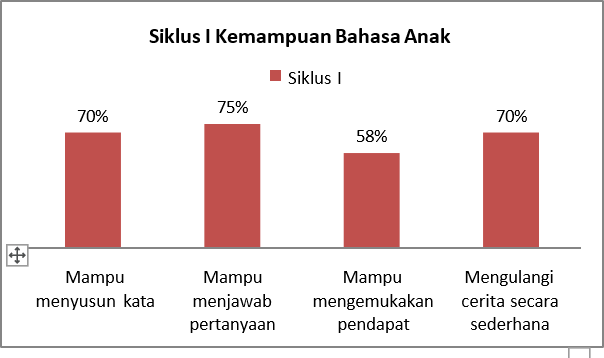 Siklus I Kemampuan Bahasa Anak
Siklus I
70%
75%
58%
70%
Mampu
menyusun kata
Mampu
menjawab
pertanyaan
Mampu
mengemukakan
pendapat
Mengulangi
cerita secara
sederhana